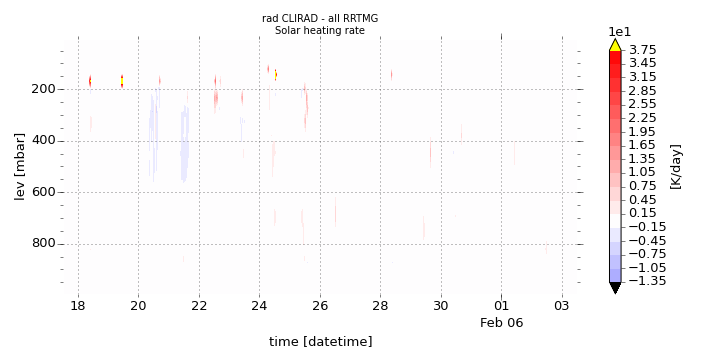 rad CLIRAD - all RRTMG
Solar heating rate
1e1
3.75
3.45
3.15
2.85
2.55
2.25
1.95
1.65
1.35
1.05
0.75
0.45
0.15
−0.15
−0.45
−0.75
−1.05
−1.35
[K/day]
lev [mbar]
200
400
600
800
18 20 22 24 26 28 30 01 03
Feb 06
time [datetime]